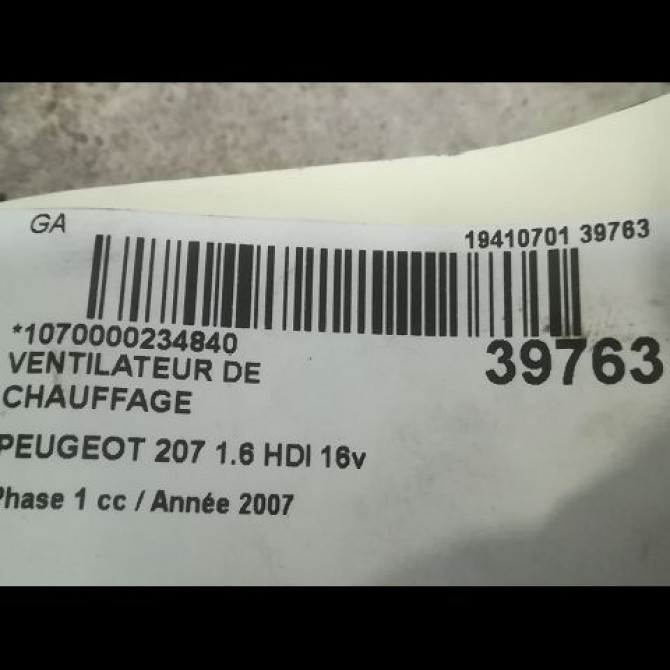 GA
19410701 39763
*1070000234840
39763
VENTILATEUR DE
CHAUFFAGE
PEUGEOT 207 1.6 HDI 16v
Phase 1 cc / Année 2007